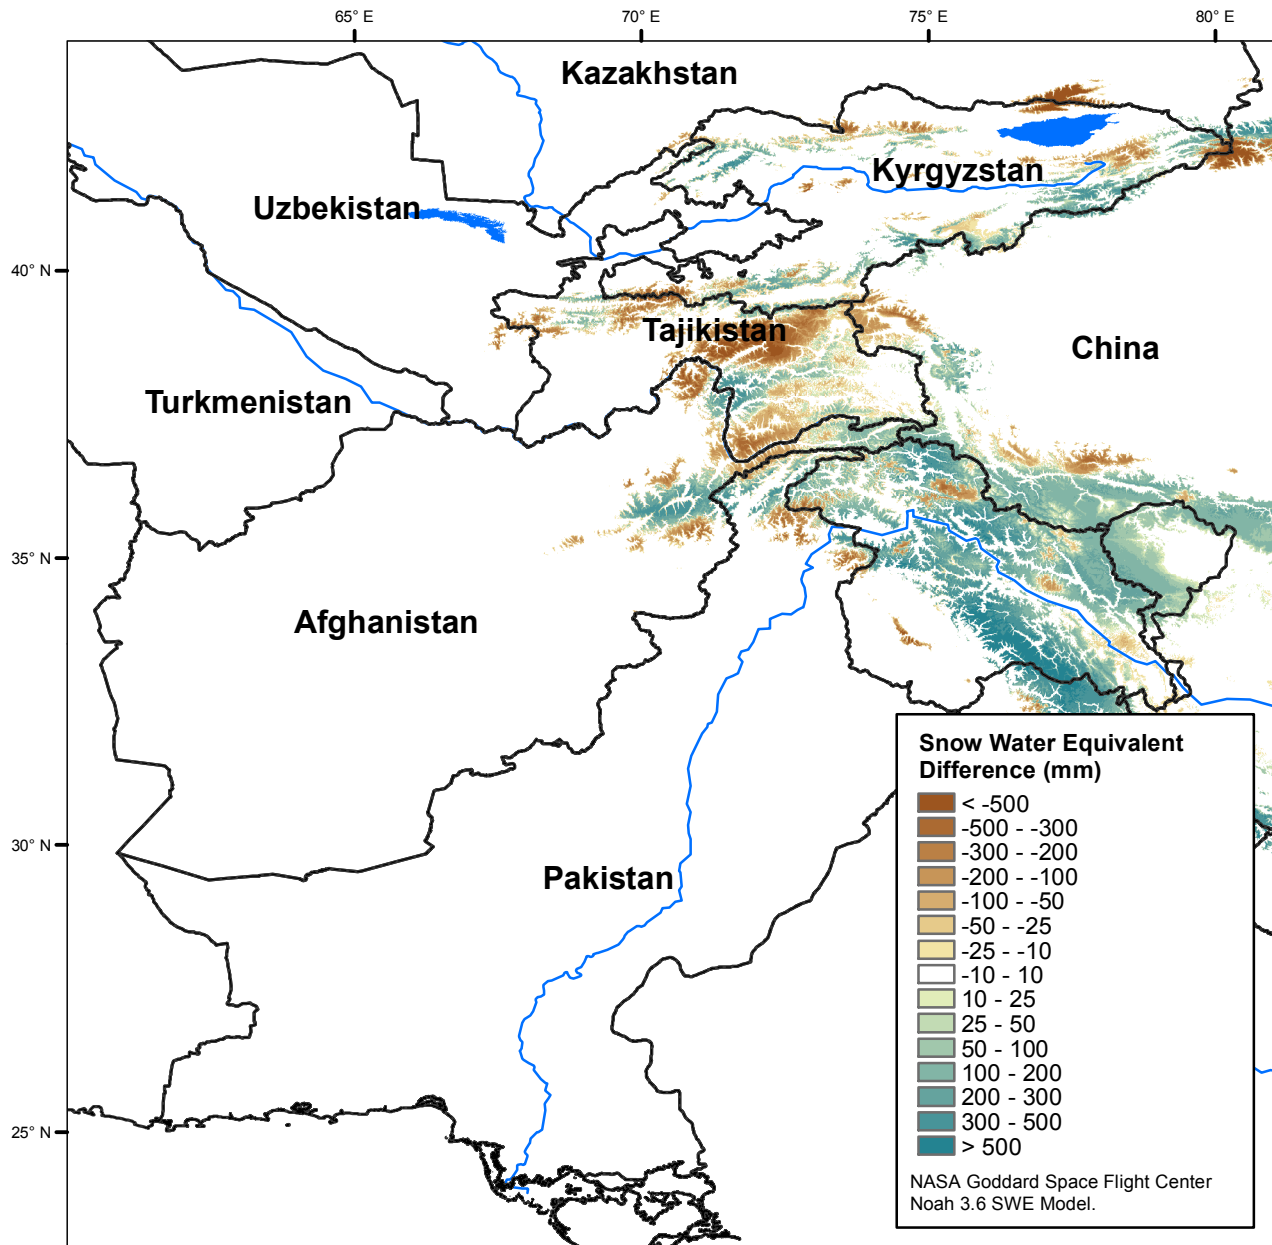 65° E
70° E
75° E
80° E
Kazakhstan
Kyrgyzstan
Uzbekistan
40° N
Tajikistan
China
Turkmenistan
35° N
Afghanistan
Snow Water Equivalent
Difference (mm)
< -500
-500 - -300
-300 - -200
-200 - -100
-100 - -50
-50 - -25
-25 - -10
-10 - 10
10 - 25
25 - 50
50 - 100
100 - 200
200 - 300
300 - 500
> 500
NASA Goddard Space Flight Center
Noah 3.6 SWE Model.
30° N
Pakistan
25° N